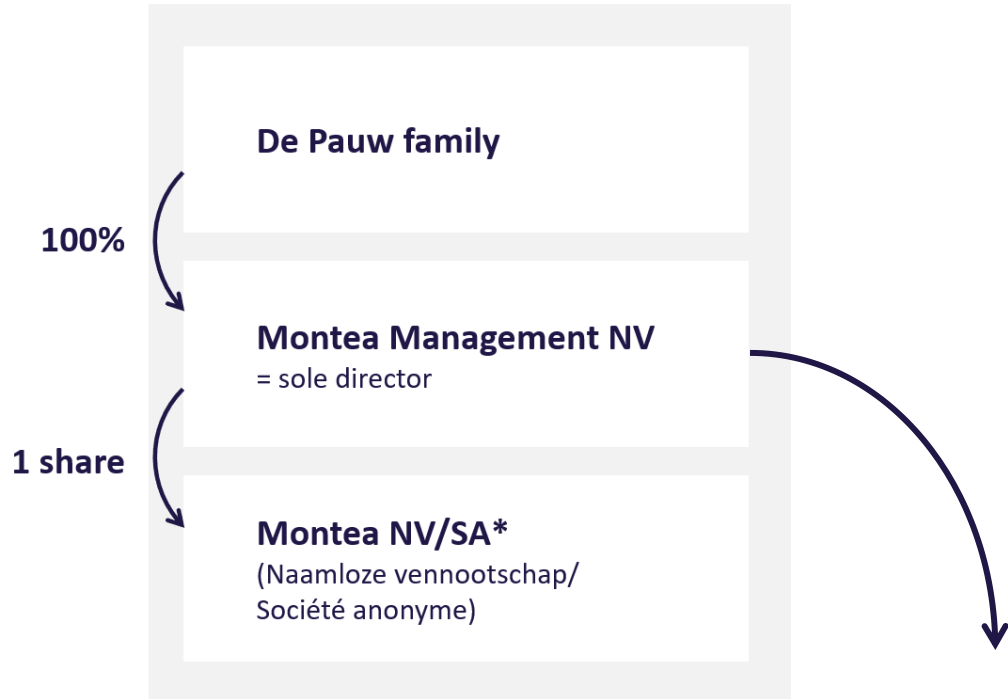 De Pauw family
100%
Montea Management NV
= sole director
1 share
Montea NV/SA*
(Naamloze vennootschap/
Société anonyme)